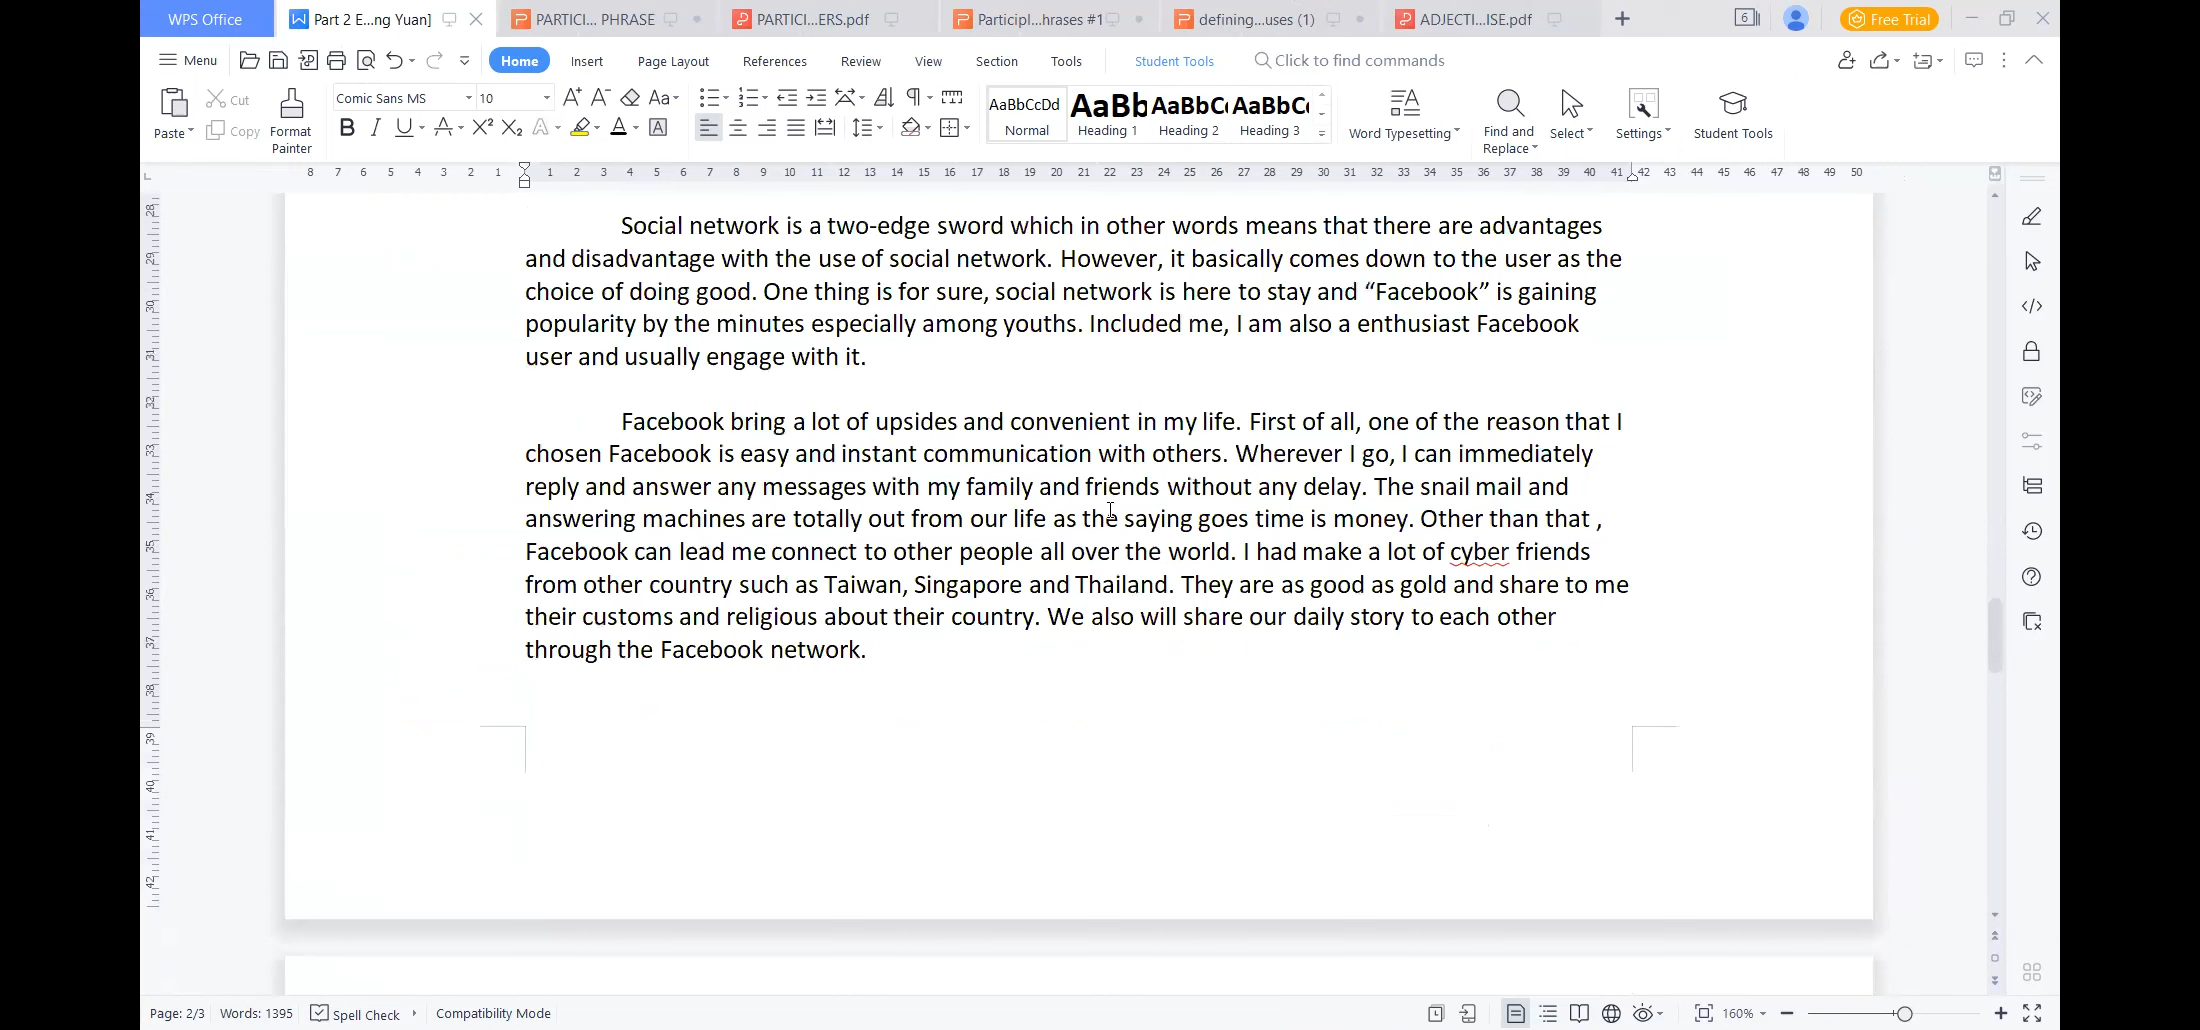 WPS Office
Part 2 E...ng Yuan]
PARTICI... PHRASE
PARTICI...ERS.pdf
Participl...hrases #1
defining...uses (1)
ADJECTI...ISE.pdf
6
Free Trial
Menu
Home
Insert
Page Layout
References
Review
View
Section
Tools
Student Tools
Click to find commands
Paste
Cut
Copy
Format
Painter
Comic Sans MS
10
AaBbCcDd
Normal
AaBb
Heading 1
AaBbC
Heading 2
AaBbC
Heading 3
Word Typesetting
Find and
Replace
Select
Settings
Student Tools
8 7 6 5 4 3 2 1 1 2 3 4 5 6 7 8 9 10 11 12 13 14 15 16 17 18 19 20 21 22 23 24 25 26 27 28 29 30 31 32 33 34 35 36 37 38 39 40 41 42 43 44 45 46 47 48 49 50
28
29
30
31
32
33
34
35
36
37
38
39
40
41
42
Social network is a two-edge sword which in other words means that there are advantages
and disadvantage with the use of social network. However, it basically comes down to the user as the
choice of doing good. One thing is for sure, social network is here to stay and “Facebook” is gaining
popularity by the minutes especially among youths. Included me, I am also a enthusiast Facebook
user and usually engage with it.
Facebook bring a lot of upsides and convenient in my life. First of all, one of the reason that I
chosen Facebook is easy and instant communication with others. Wherever I go, I can immediately
reply and answer any messages with my family and friends without any delay. The snail mail and
answering machines are totally out from our life as the saying goes time is money. Other than that ,
Facebook can lead me connect to other people all over the world. I had make a lot of cyber friends
from other country such as Taiwan, Singapore and Thailand. They are as good as gold and share to me
their customs and religious about their country. We also will share our daily story to each other
through the Facebook network.
Page: 2/3
Words: 1395
Spell Check
Compatibility Mode
160%